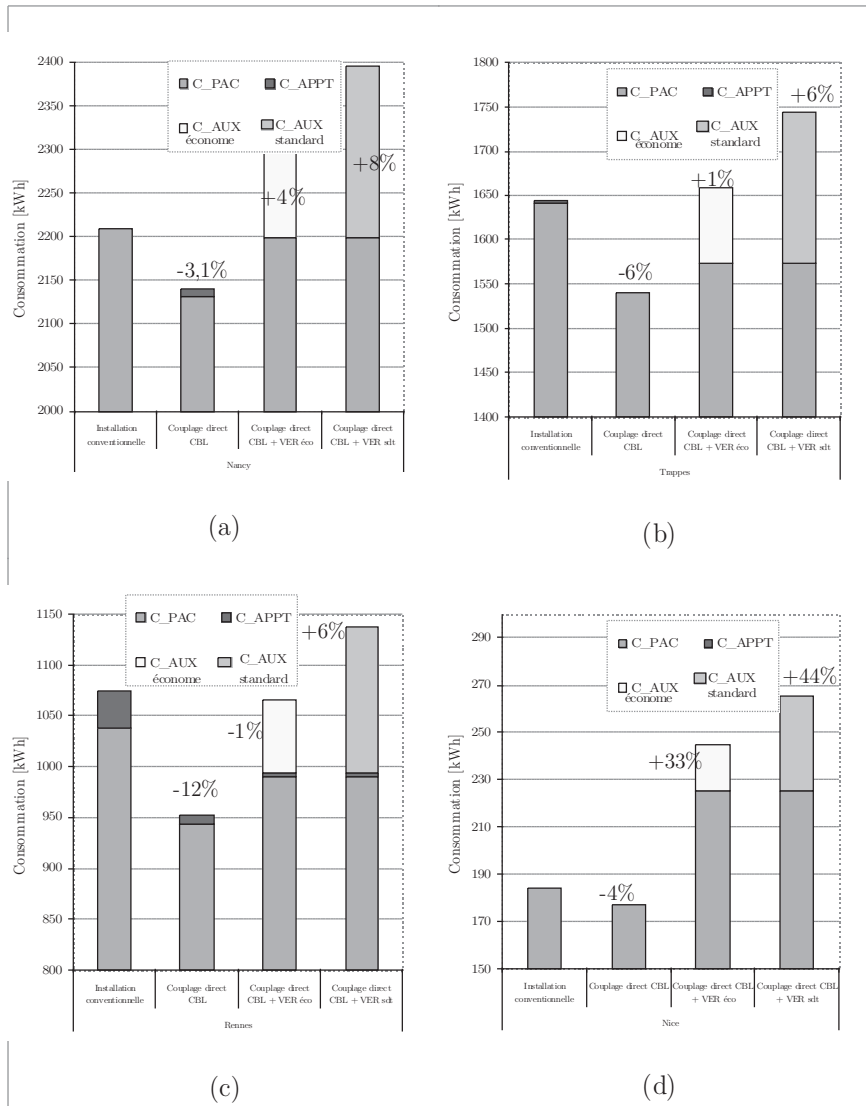 2400
2350
2300
2250
2200
2150
2100
2050
2000
Consommation [kWh]
C_PAC C_APPT
C_AUX économe C_AUX standard
-3,1%
+4%
+8%
Installation conventionnelle
Couplage direct CBL
Couplage direct CBL + VER éco
Couplage direct CBL + VER sdt
Nancy
(a)
1800
1750
1700
1650
1600
1550
1500
1450
1400
Consommation [kWh]
C_PAC C_APPT
C_AUX économe C_AUX standard
-6%
+1%
+6%
Installation conventionnelle
Couplage direct CBL
Couplage direct CBL + VER éco
Couplage direct CBL + VER sdt
Trappes
(b)
1150
1100
1050
1000
950
900
850
800
Consommation [kWh]
C_PAC C_APPT
C_AUX économe C_AUX standard
-12%
-1%
+6%
Installation conventionnelle
Couplage direct CBL
Couplage direct CBL + VER éco
Couplage direct CBL + VER sdt
Rennes
(c)
290
270
250
230
210
190
170
150
Consommation [kWh]
C_PAC C_APPT
C_AUX économe C_AUX standard
-4%
+33%
+44%
Installation conventionnelle
Couplage direct CBL
Couplage direct CBL + VER éco
Couplage direct CBL + VER sdt
Nice
(d)